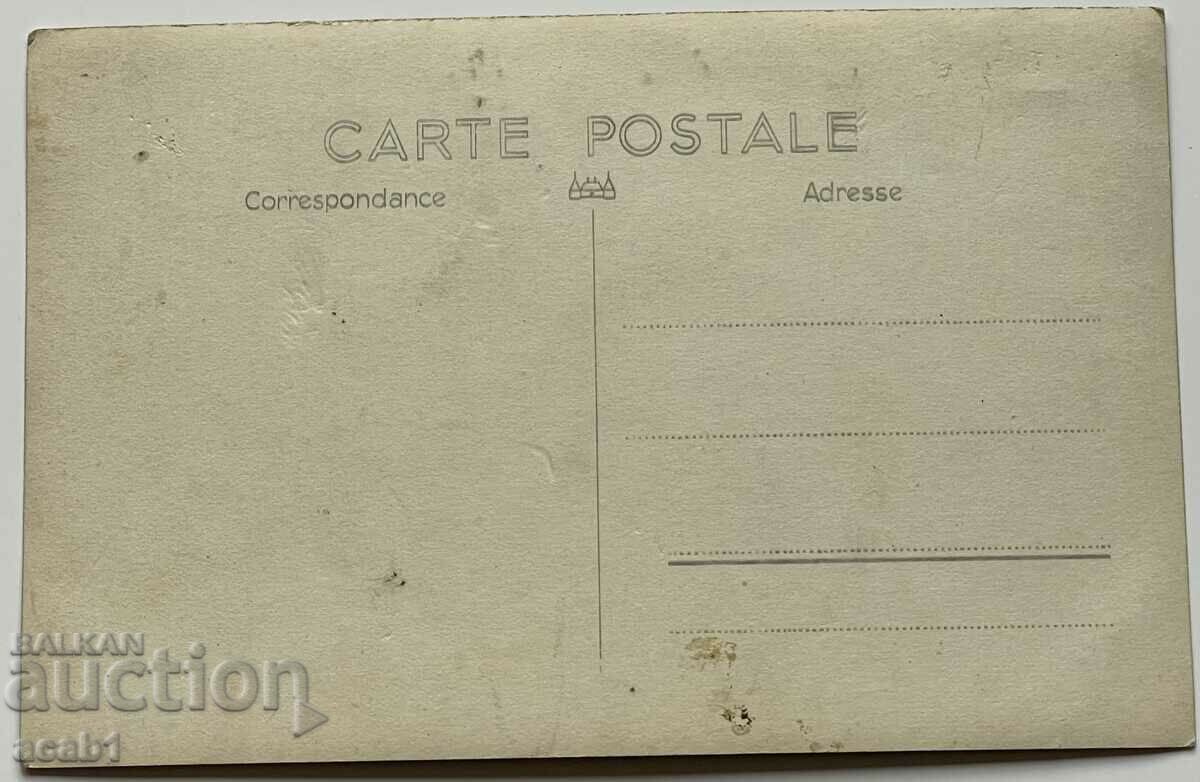 CARTE POSTALE
Correspondance
Adresse
BALKAN
auction
acab1